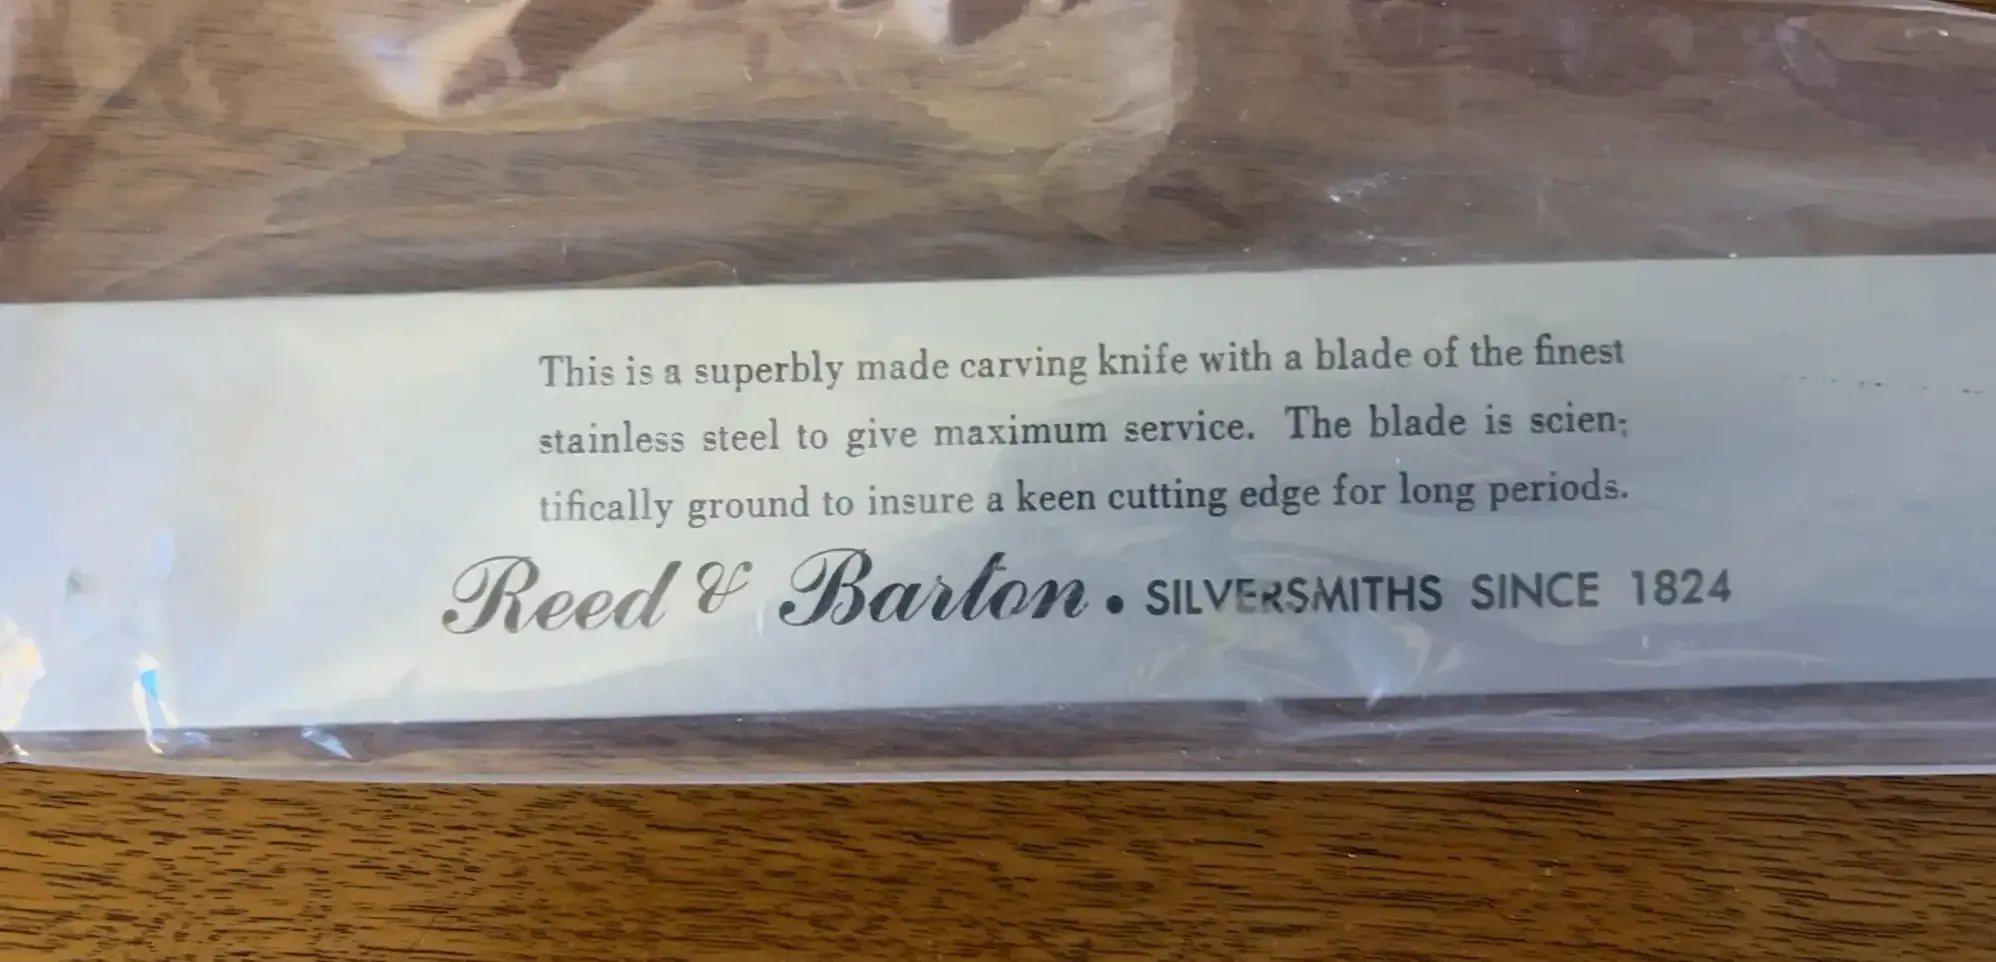 This is a superbly made carving knife with a blade of the finest
stainless steel to give maximum service. The blade is scien-
tifically ground to insure a keen cutting edge for long periods.
Reed & Barton • SILVERSMITHS SINCE 1824